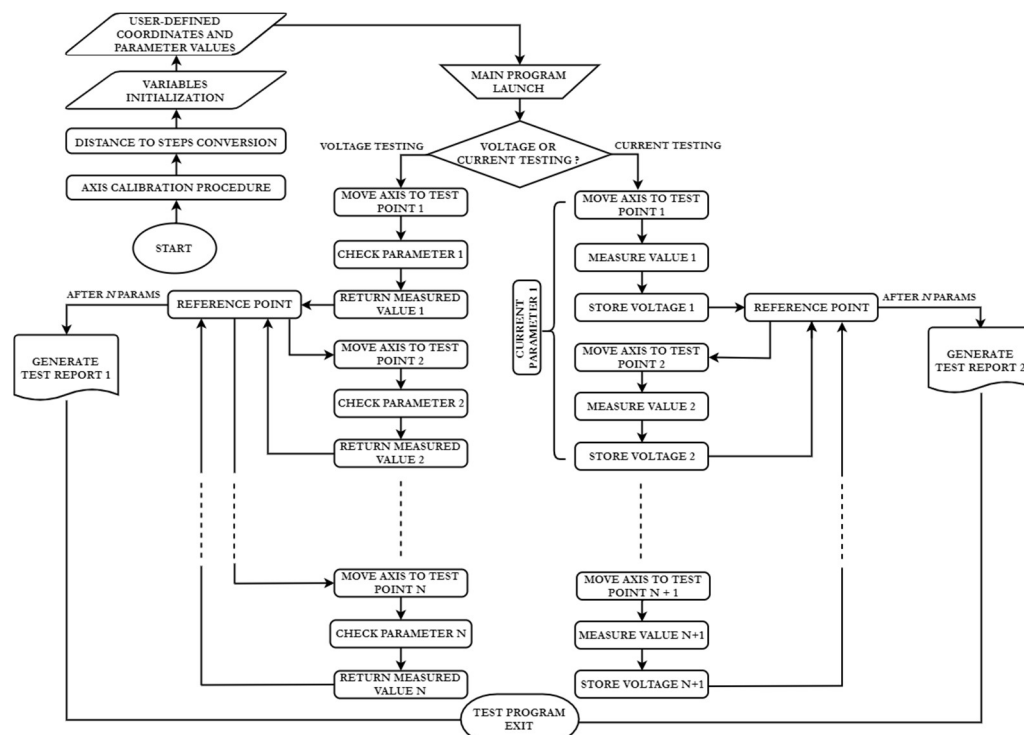 USER-DEFINED
COORDINATES AND
PARAMETER VALUES
VARIABLES
INITIALIZATION
DISTANCE TO STEPS CONVERSION
AXIS CALIBRATION PROCEDURE
START
MAIN PROGRAM
LAUNCH
VOLTAGE OR
CURRENT TESTING ?
VOLTAGE TESTING
MOVE AXIS TO TEST
POINT 1
CHECK PARAMETER 1
RETURN MEASURED
VALUE 1
REFERENCE POINT
AFTER N PARAMS
GENERATE
TEST REPORT 1
MOVE AXIS TO TEST
POINT 2
CHECK PARAMETER 2
RETURN MEASURED
VALUE 2
MOVE AXIS TO TEST
POINT N
CHECK PARAMETER N
RETURN MEASURED
VALUE N
CURRENT TESTING
MOVE AXIS TO TEST
POINT 1
MEASURE VALUE 1
STORE VOLTAGE 1
CURRENT
PARAMETER 1
REFERENCE POINT
AFTER N PARAMS
GENERATE
TEST REPORT 2
MOVE AXIS TO TEST
POINT 2
MEASURE VALUE 2
STORE VOLTAGE 2
MOVE AXIS TO TEST
POINT N + 1
MEASURE VALUE N+1
STORE VOLTAGE N+1
TEST PROGRAM
EXIT